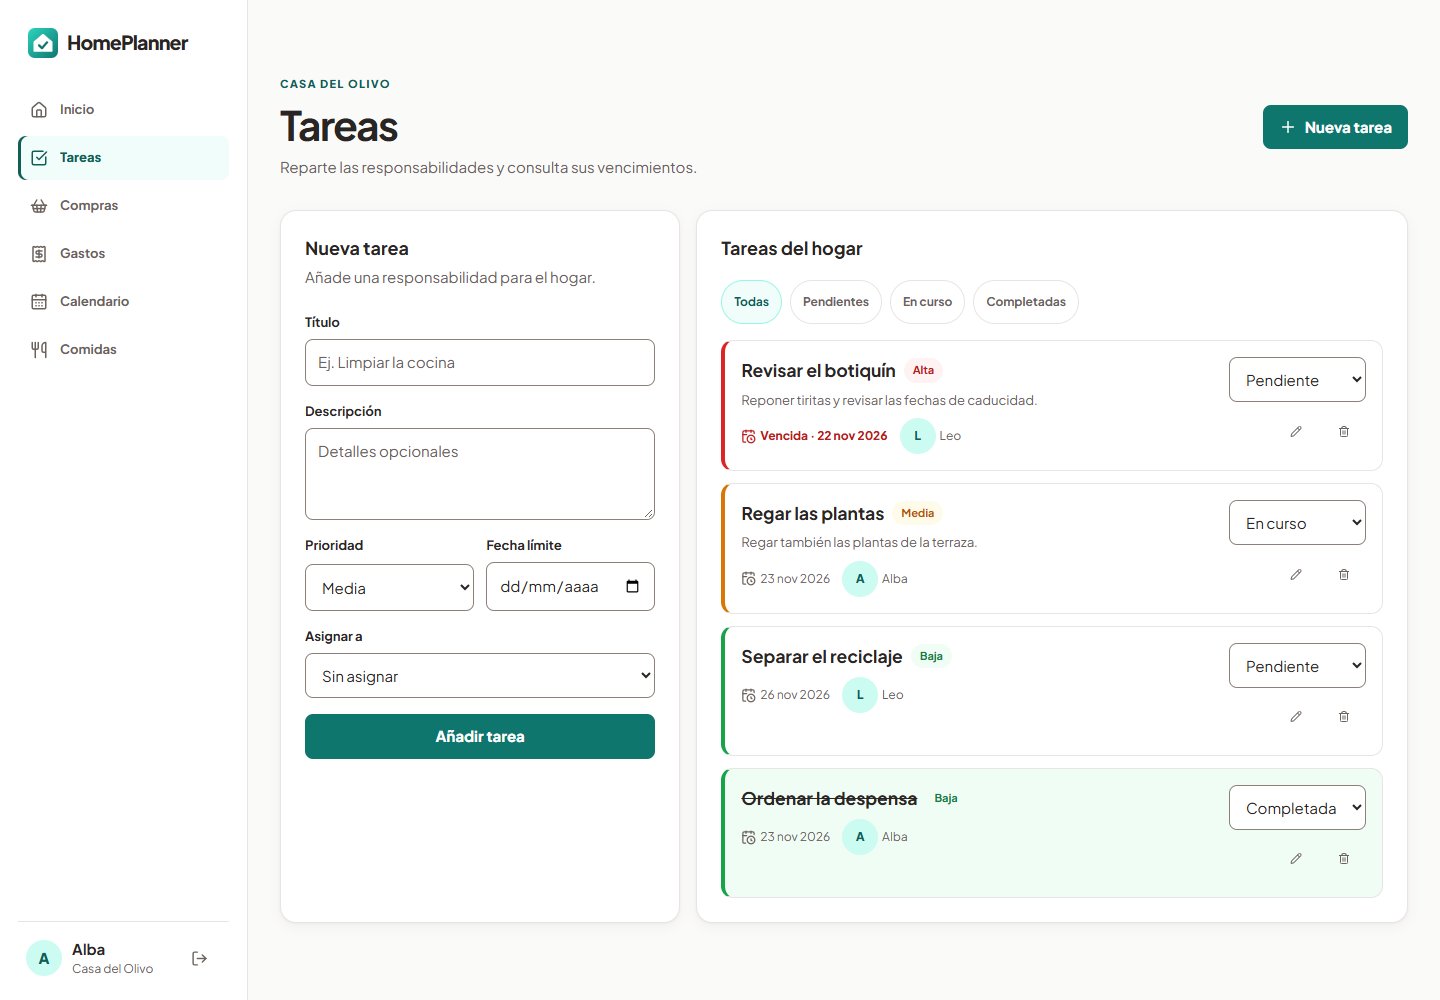 HomePlanner
Inicio
Tareas
Compras
Gastos
Calendario
Comidas
A
Alba
Casa del Olivo
CASA DEL OLIVO
Tareas
Reparte las responsabilidades y consulta sus vencimientos.
Nueva tarea
Nueva tarea
Añade una responsabilidad para el hogar.
Título
Ej. Limpiar la cocina
Descripción
Detalles opcionales
Prioridad
Fecha límite
Media
dd/mm/aaaa
Asignar a
Sin asignar
Añadir tarea
Tareas del hogar
Todas
Pendientes
En curso
Completadas
Revisar el botiquín Alta
Reponer tiritas y revisar las fechas de caducidad.
Vencida · 22 nov 2026 L Leo
Pendiente
Regar las plantas Media
Regar también las plantas de la terraza.
23 nov 2026 A Alba
En curso
Separar el reciclaje Baja
26 nov 2026 L Leo
Pendiente
Ordenar la despensa Baja
23 nov 2026 A Alba
Completada